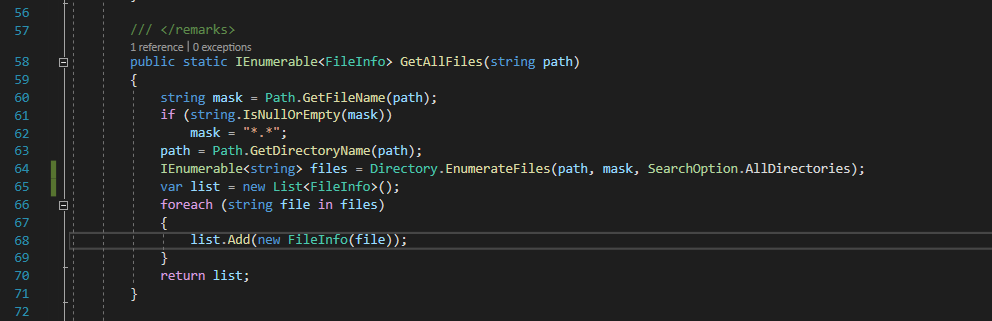 56
57 /// </remarks>
1 reference | 0 exceptions
58 public static IEnumerable<FileInfo> GetAllFiles(string path)
59 {
60 string mask = Path.GetFileName(path);
61 if (string.IsNullOrEmpty(mask))
62 mask = "*.*";
63 path = Path.GetDirectoryName(path);
64 IEnumerable<string> files = Directory.EnumerateFiles(path, mask, SearchOption.AllDirectories);
65 var list = new List<FileInfo>();
66 foreach (string file in files)
67 {
68 list.Add(new FileInfo(file));
69 }
70 return list;
71 }
72